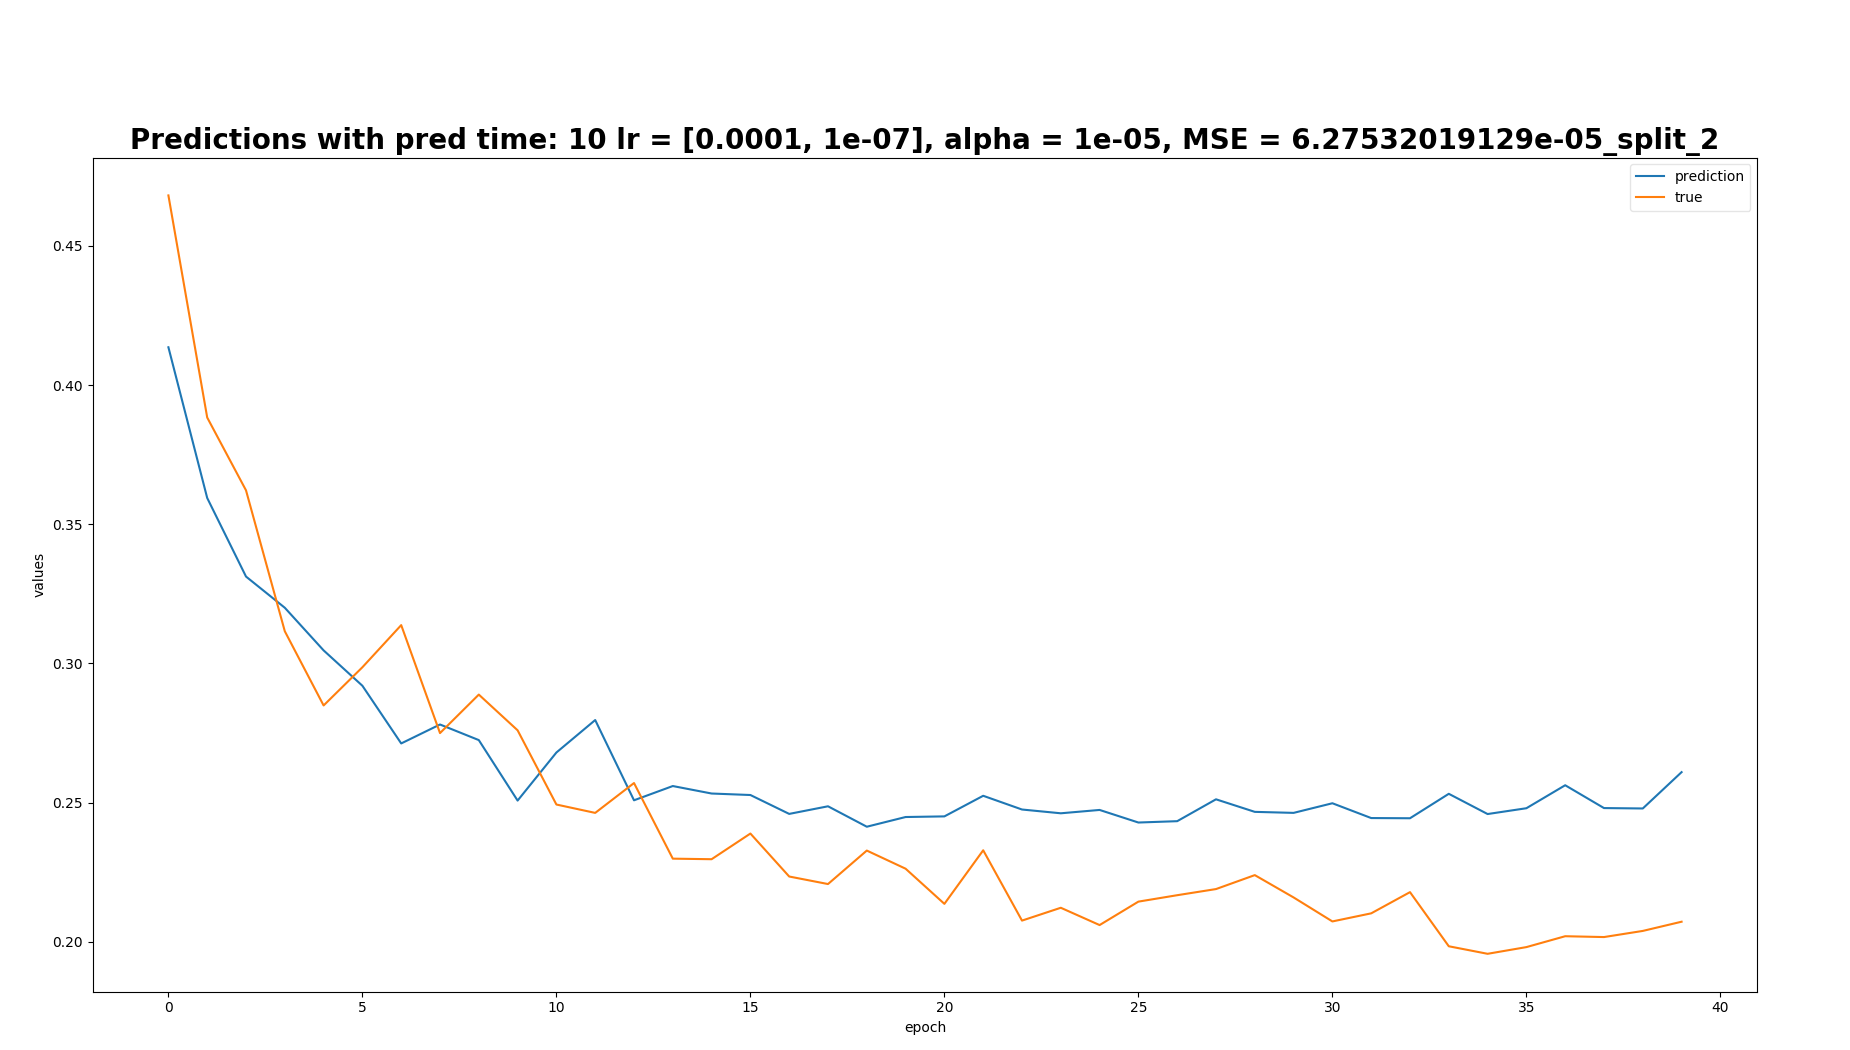 Predictions with pred time: 10 lr = [0.0001, 1e-07], alpha = 1e-05, MSE = 6.27532019129e-05_split_2
prediction
true
0.45
0.40
0.35
0.30
0.25
0.20
values
0 5 10 15 20 25 30 35 40
epoch